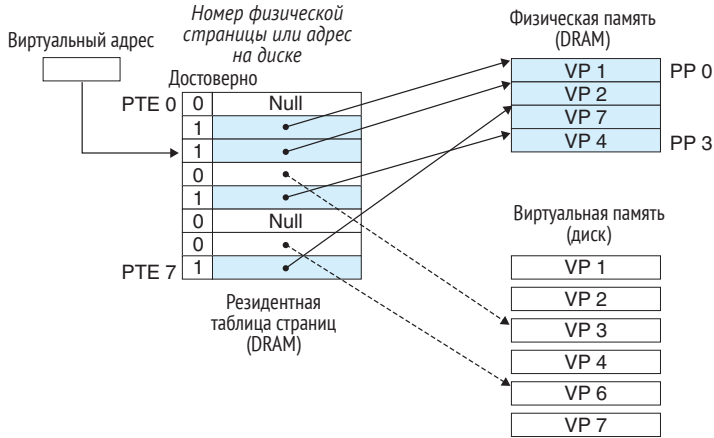 Виртуальный адрес
Номер физической
страницы или адрес
на диске
Достоверно
PTE 0
0
Null
1
1
0
1
0
Null
0
PTE 7
1
Резидентная
таблица страниц
(DRAM)
Физическая память
(DRAM)
VP 1
PP 0
VP 2
VP 7
VP 4
PP 3
Виртуальная память
(диск)
VP 1
VP 2
VP 3
VP 4
VP 6
VP 7